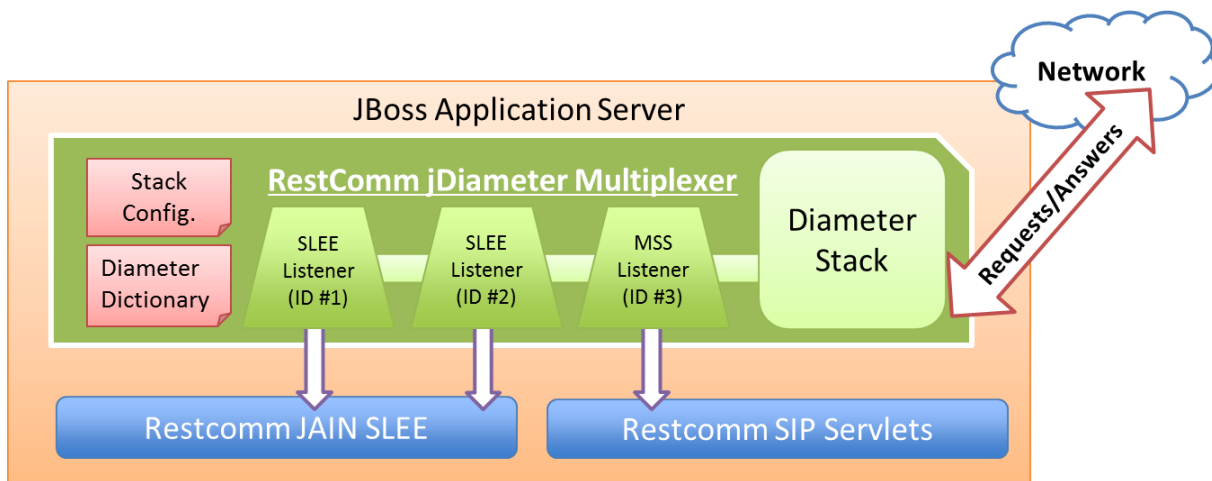 Network
JBoss Application Server
Requests/Answers
RestComm jDiameter Multiplexer
Stack
Config.
Diameter
Dictionary
SLEE
Listener
(ID #1)
SLEE
Listener
(ID #2)
MSS
Listener
(ID #3)
Diameter
Stack
Restcomm JAIN SLEE
Restcomm SIP Servlets